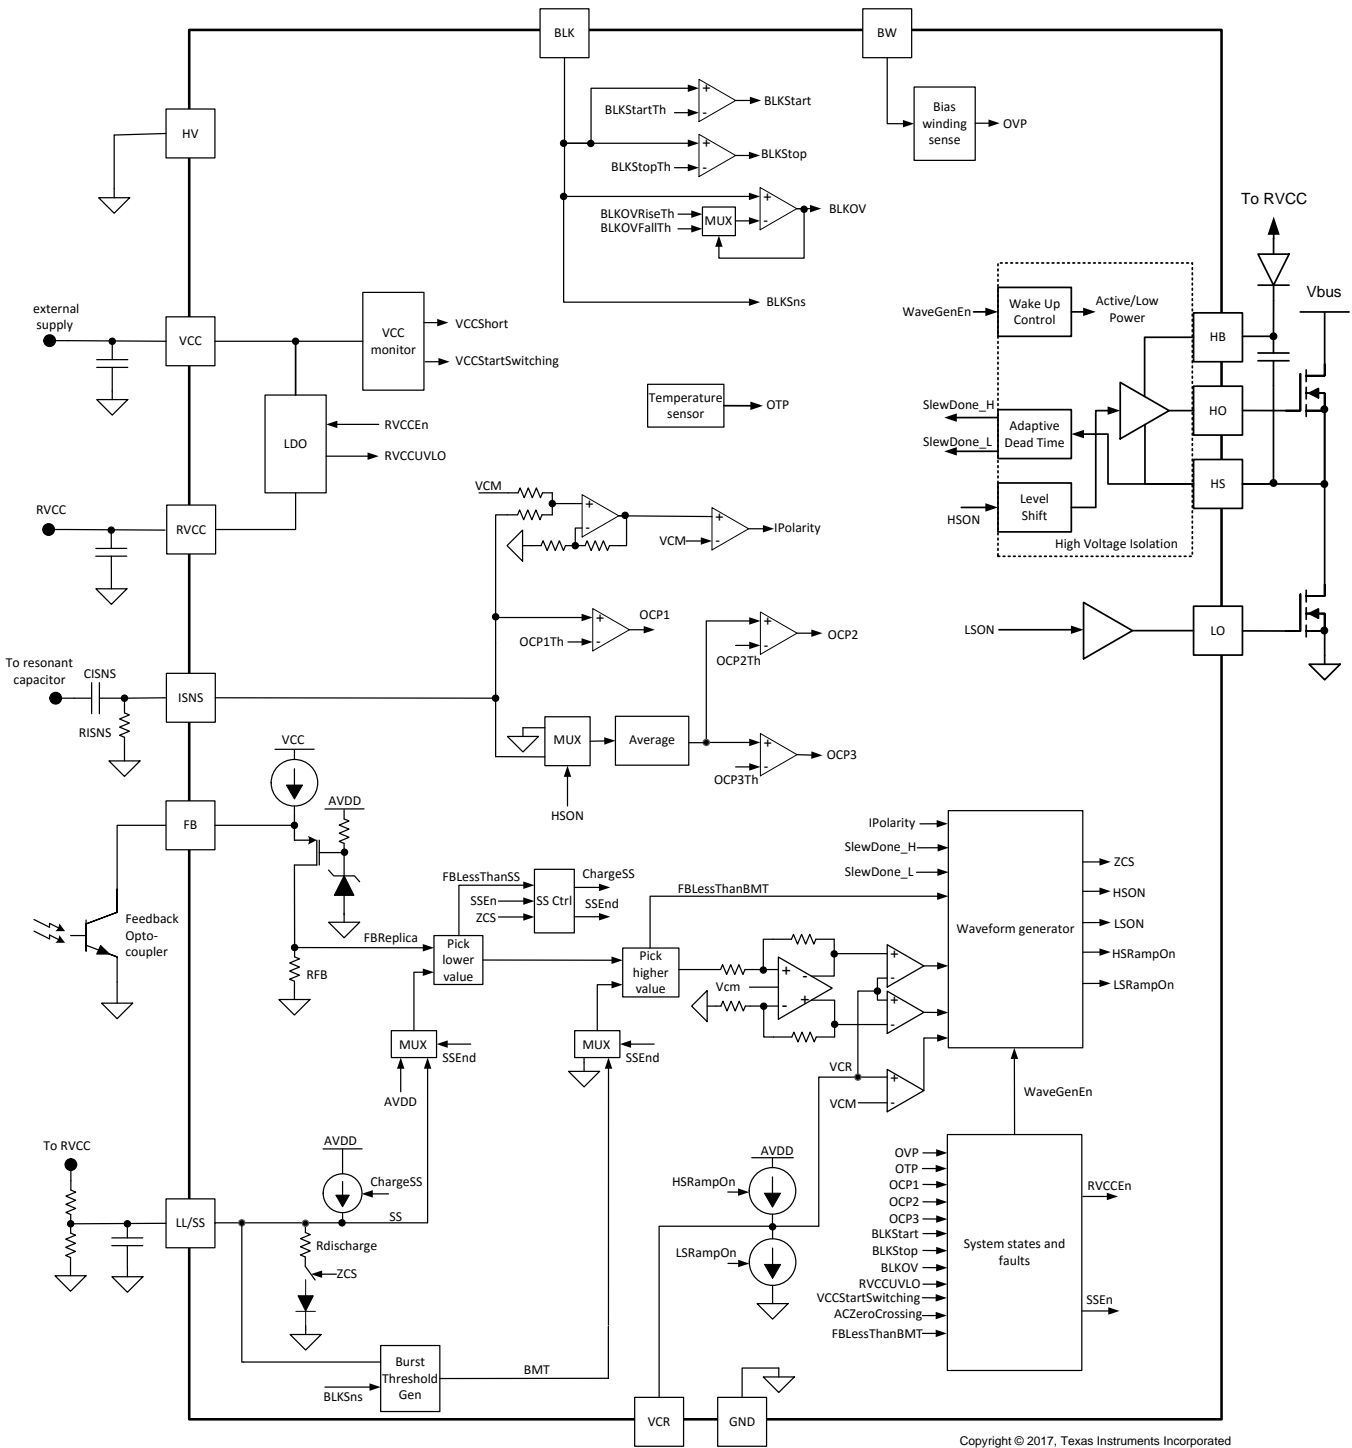 BLK
BW
BLKStartTh
+
-
BLKStart
BLKStopTh
+
-
BLKStop
Bias
winding
sense
OVP
HV
BLKOVRiseTh
BLKOVFallTh
MUX
+
-
BLKOV
BLKSns
To RVCC
Vbus
WaveGenEn
Wake Up
Control
Active/Low
Power
HB
external
supply
VCC
VCC
monitor
VCCShort
VCCStartSwitching
Temperature
sensor
OTP
LDO
RVCCEn
RVCCUVLO
SlewDone_H
SlewDone_L
Adaptive
Dead Time
HO
HS
HSON
Level
Shift
High Voltage Isolation
RVCC
RVCC
VCM
+
-
+
-
VCM
IPolarity
OCP1Th
+
-
OCP1
OCP2Th
+
-
OCP2
LSON
LO
To resonant
capacitor
CISNS
RISNS
ISNS
MUX
HSON
Average
OCP3Th
+
-
OCP3
VCC
AVDD
FB
Feedback
Opto-
coupler
FBReplica
RFB
FBLessThanSS
SSEn
ZCS
SS Ctrl
ChargeSS
SSEnd
Pick
lower
value
FBLessThanBMT
Pick
higher
value
Vcm
+
-
+
-
+
-
+
-
MUX
SSEnd
AVDD
MUX
SSEnd
VCR
VCM
+
-
IPolarity
SlewDone_H
SlewDone_L
Waveform generator
ZCS
HSON
LSON
HSRampOn
LSRampOn
WaveGenEn
To RVCC
LL/SS
AVDD
ChargeSS
SS
Rdischarge
ZCS
AVDD
HSRampOn
LSRampOn
OVP
OTP
OCP1
OCP2
OCP3
BLKStart
BLKStop
BLKOV
RVCCUVLO
VCCStartSwitching
ACZeroCrossing
FBLessThanBMT
System states and
faults
RVCCEn
SSEn
BLKSns
Burst
Threshold
Gen
BMT
VCR
GND
Copyright © 2017, Texas Instruments Incorporated